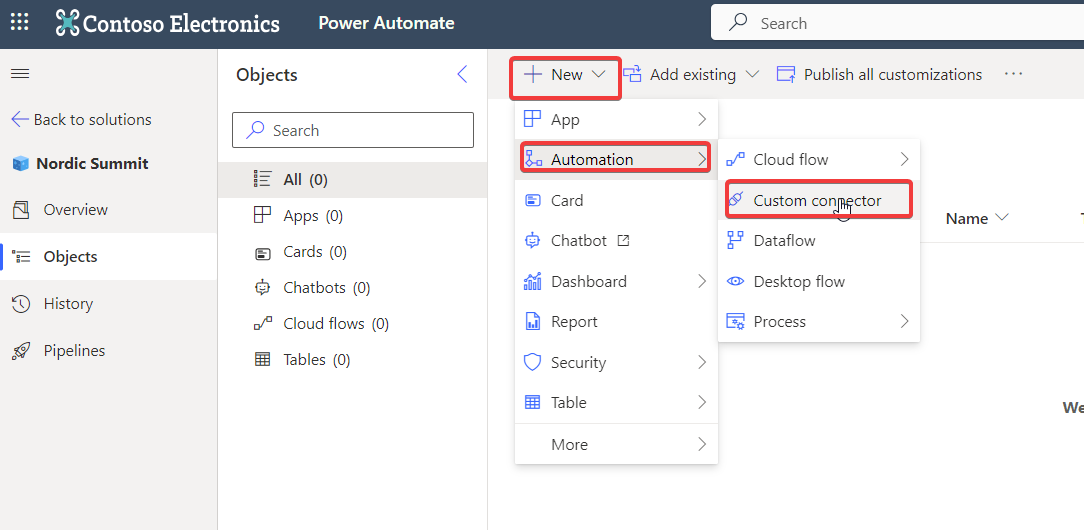 Contoso Electronics
Power Automate
Search
Back to solutions
Nordic Summit
Overview
Objects
History
Pipelines
Objects
Search
All (0)
Apps (0)
Cards (0)
Chatbots (0)
Cloud flows (0)
Tables (0)
New
Add existing
Publish all customizations
App
Automation
Card
Chatbot
Dashboard
Report
Security
Table
More
Cloud flow
Custom connector
Dataflow
Desktop flow
Process
Name
We